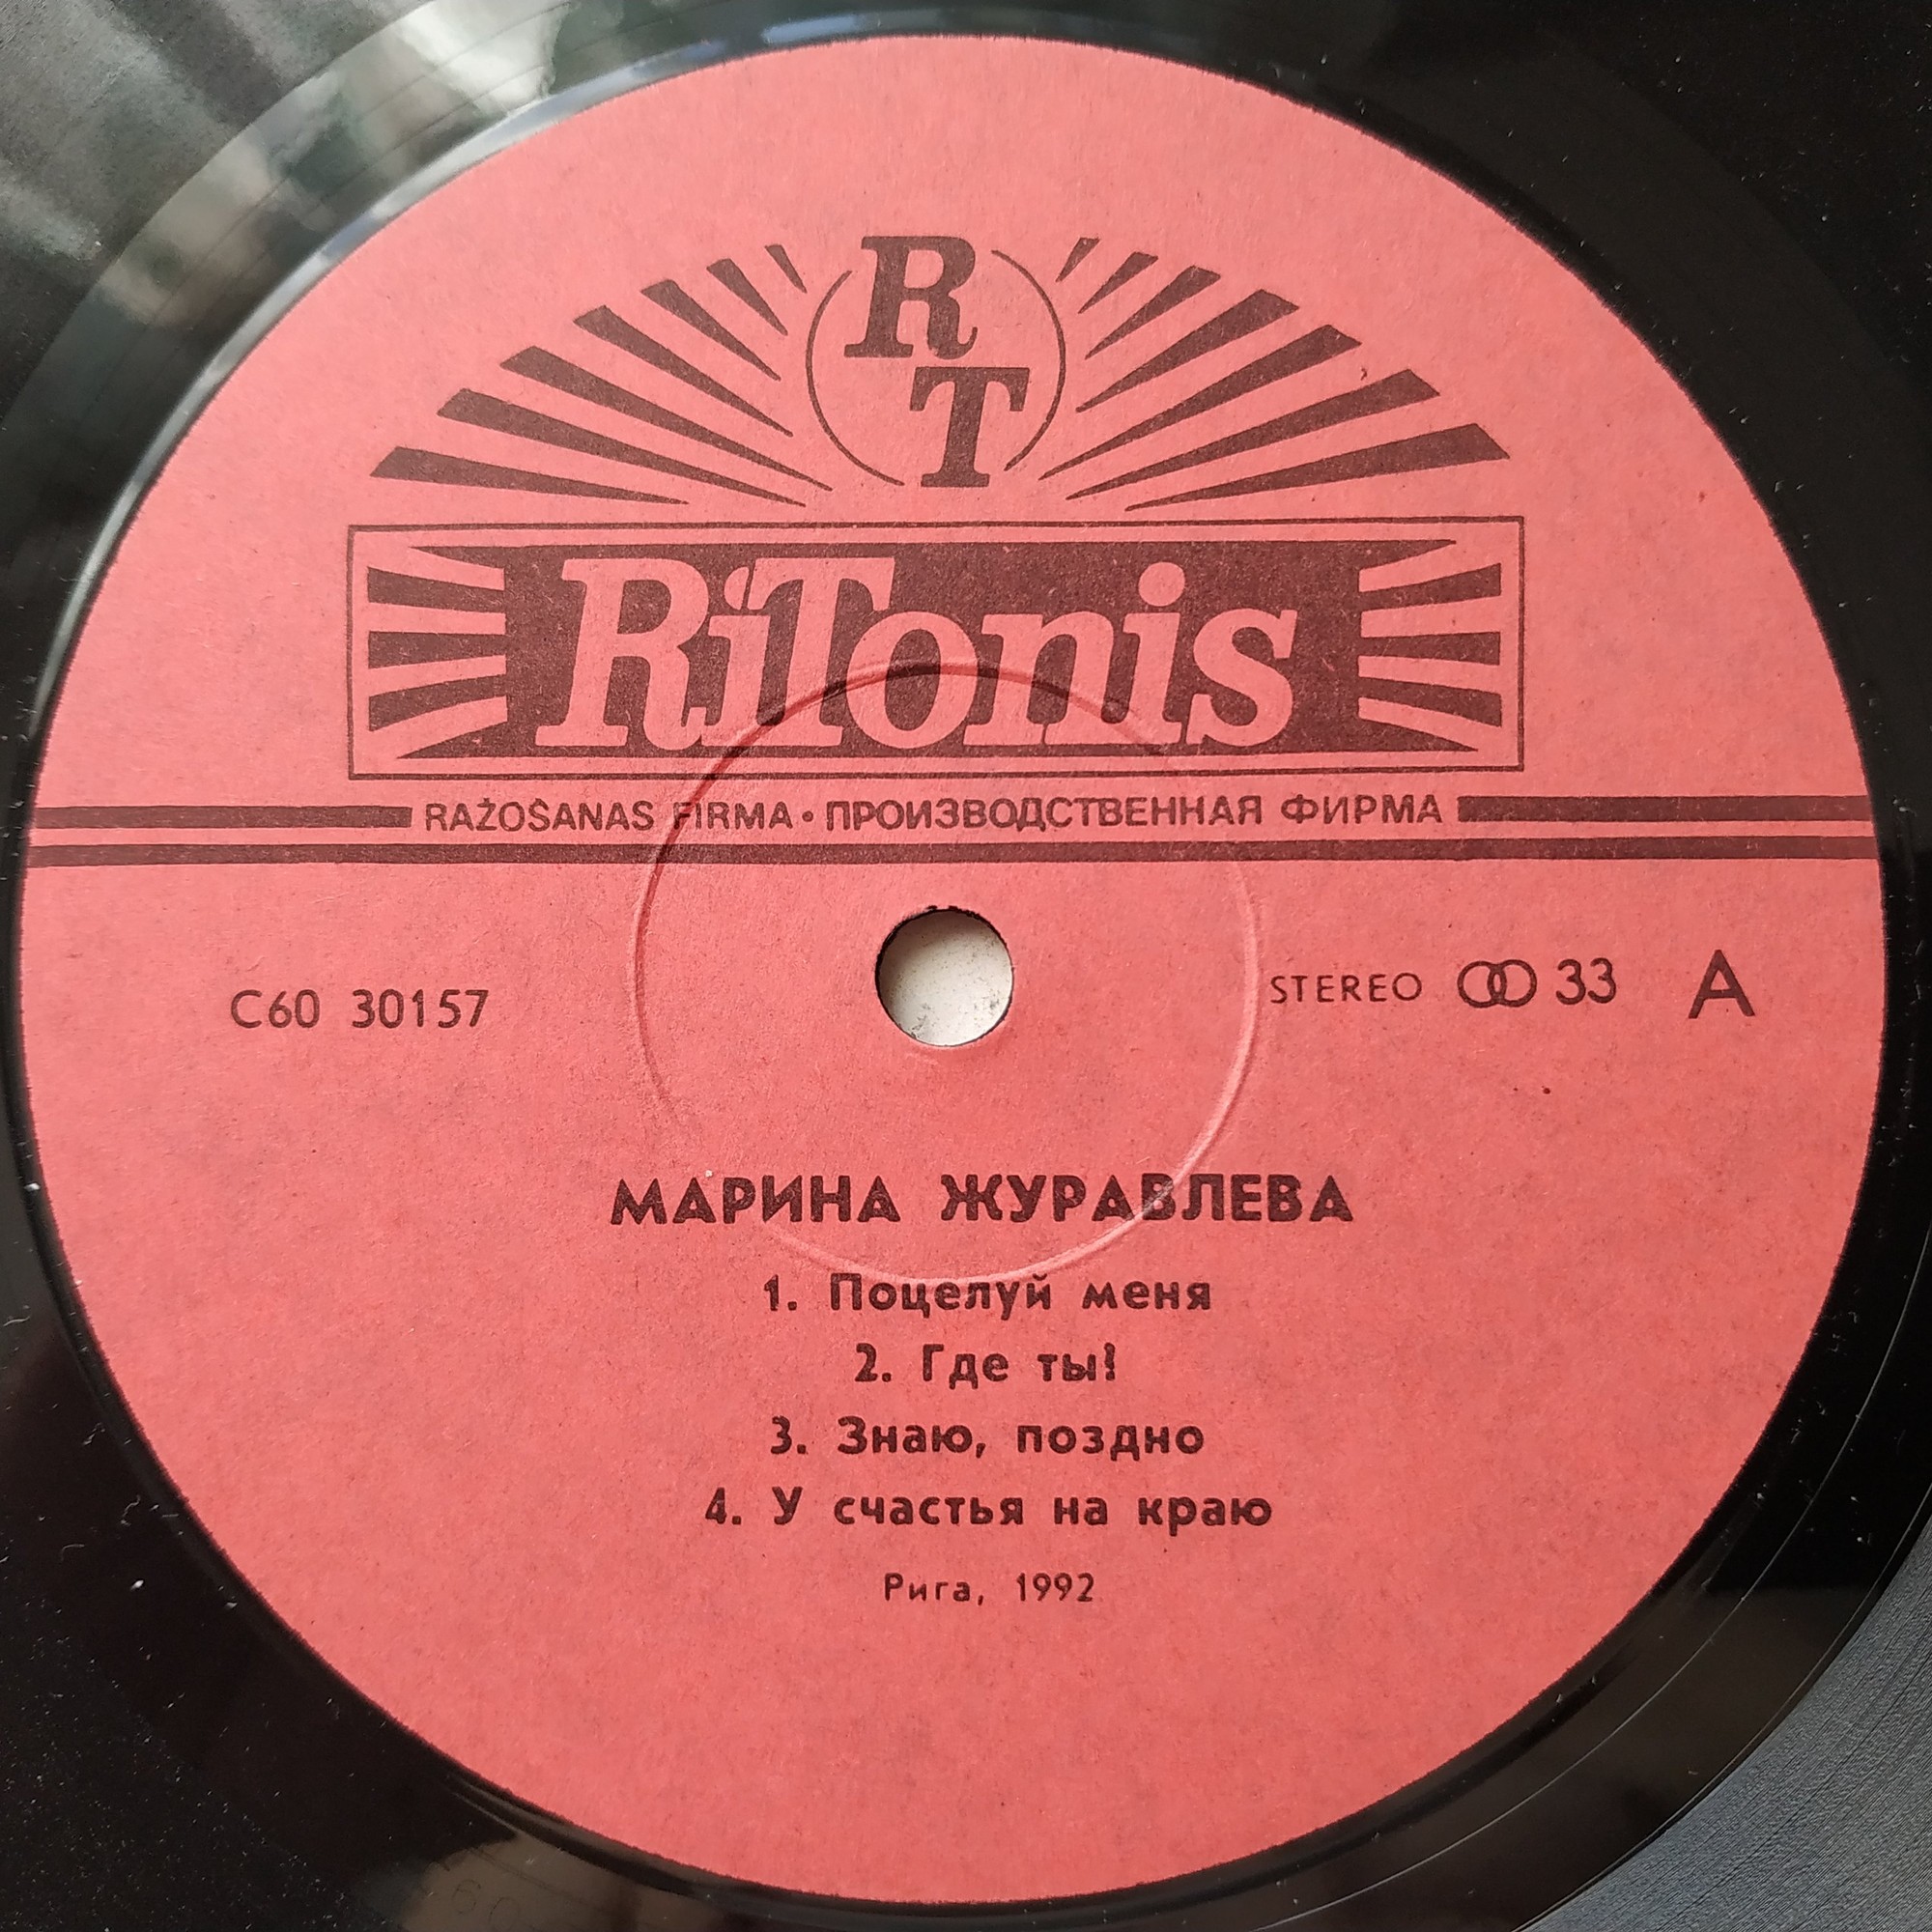 R
T
RiTonis
RAŽOŠANAS FIRMA • ПРОИЗВОДСТВЕННАЯ ФИРМА
С60 30157
STEREO 33 A
МАРИНА ЖУРАВЛЕВА
1. Поцелуй меня
2. Где ты!
3. Знаю, поздно
4. У счастья на краю
Рига, 1992